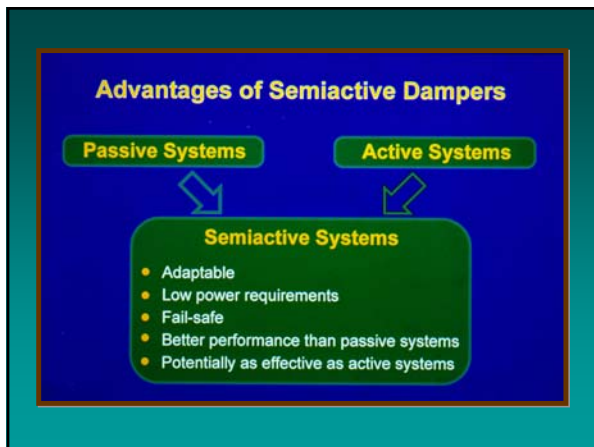 Advantages of Semiactive Dampers
Passive Systems
Active Systems
Semiactive Systems
Adaptable
Low power requirements
Fail-safe
Better performance than passive systems
Potentially as effective as active systems